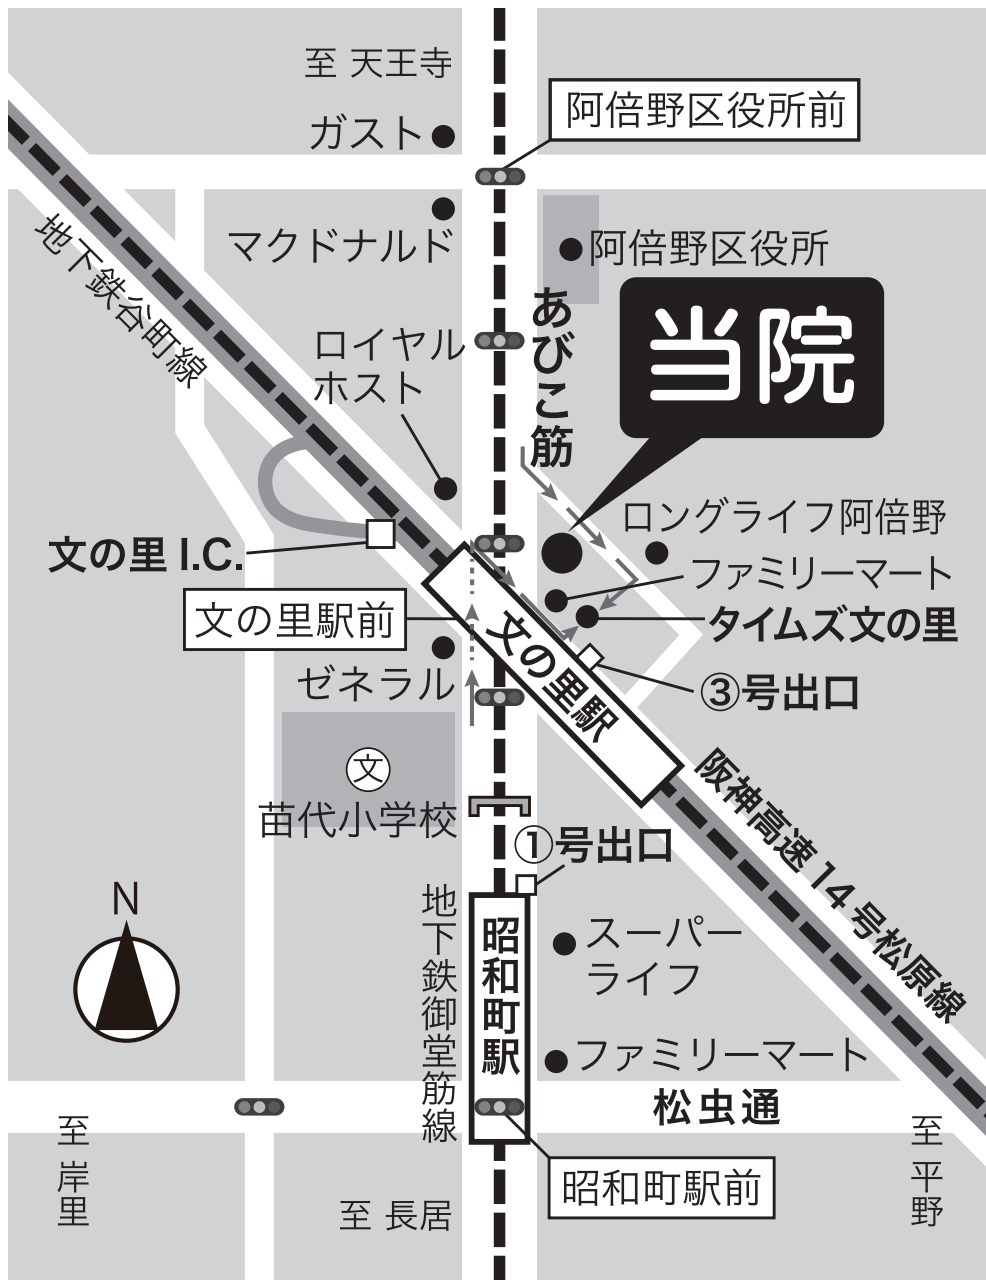 至 天王寺
ガスト
阿倍野区役所前
マクドナルド
阿倍野区役所
地下鉄谷町線
あびこ筋
当院
ロイヤル
ホスト
ロングライフ阿倍野
文の里 I.C.
ファミリーマート
文の里駅前
タイムズ文の里
文の里駅
ゼネラル
③号出口
文
苗代小学校
阪神高速14号松原線
①号出口
N
地下鉄御堂筋線
昭和町駅
スーパー
ライフ
ファミリーマート
松虫通
至 岸里
至 平野
昭和町駅前
至 長居